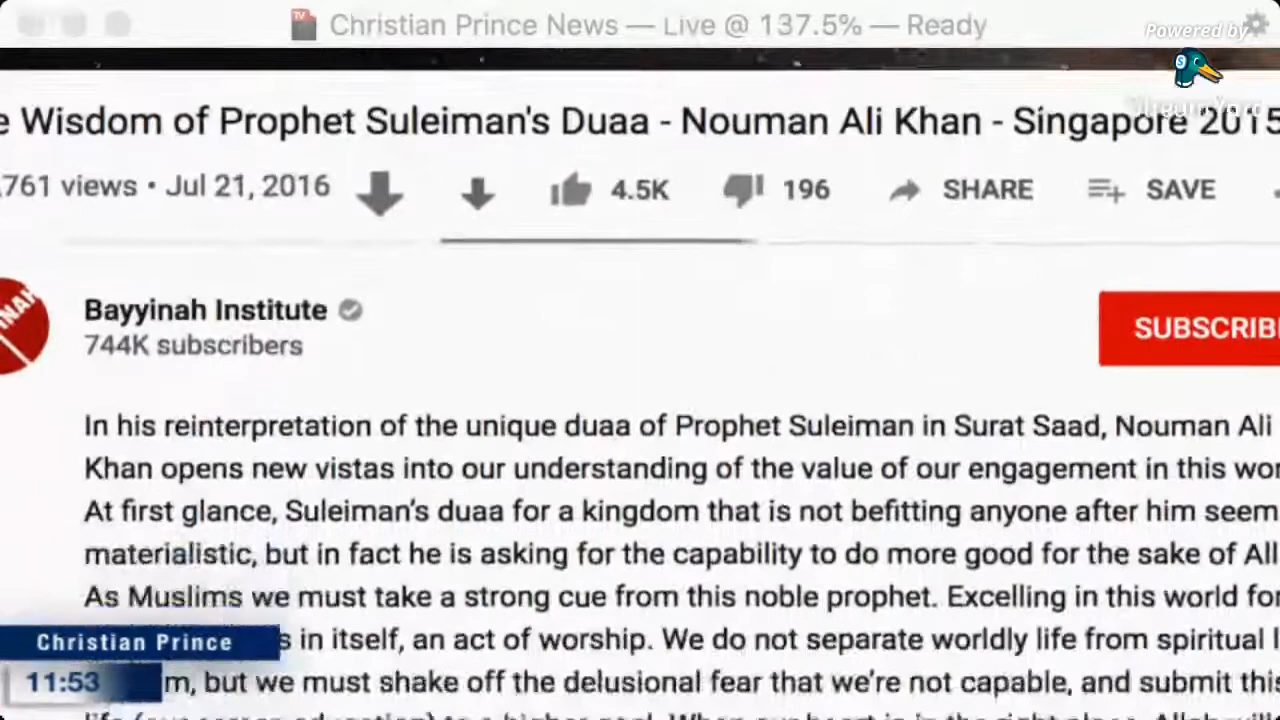 Christian Prince News — Live @ 137.5% — Ready
Powered by
e Wisdom of Prophet Suleiman's Duaa - Nouman Ali Khan - Singapore 2015
,761 views • Jul 21, 2016 4.5K 196 SHARE SAVE
INAH
Bayyinah Institute
744K subscribers
SUBSCRIBE
In his reinterpretation of the unique duaa of Prophet Suleiman in Surat Saad, Nouman Ali
Khan opens new vistas into our understanding of the value of our engagement in this wor
At first glance, Suleiman's duaa for a kingdom that is not befitting anyone after him seem
materialistic, but in fact he is asking for the capability to do more good for the sake of All
As Muslims we must take a strong cue from this noble prophet. Excelling in this world for
Christian Prince
s in itself, an act of worship. We do not separate worldly life from spiritual l
11:53
m, but we must shake off the delusional fear that we're not capable, and submit this